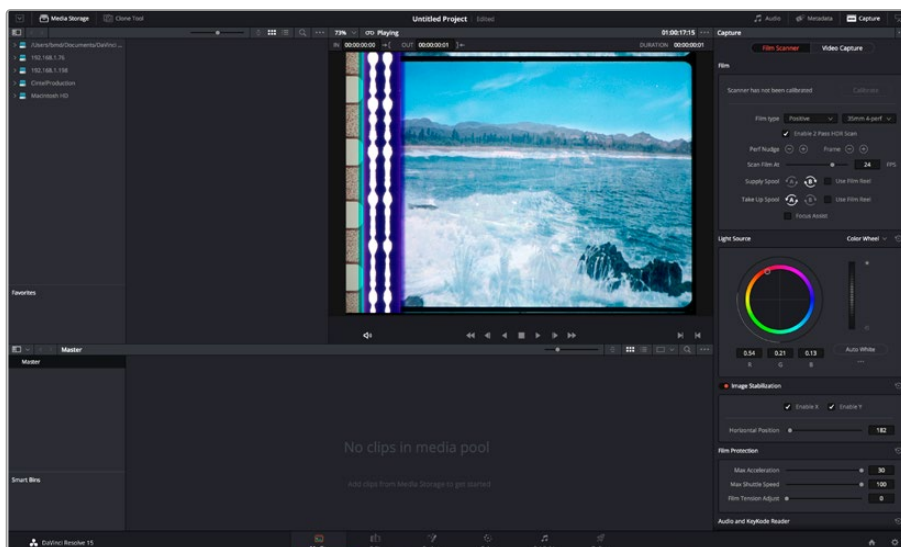 Media Storage
Clone Tool
Untitled Project
Edited
Audio
Metadata
Capture
73%
Playing
01:00:17:15
Capture
IN 00:00:00:00
OUT 00:00:00:01
DURATION 00:00:00:01
192.168.1.76
192.168.1.198
Macintosh HD
Favorites
Film Scanner
Video Capture
Film
Scanner has not been calibrated
Calibrate
Film type
Positive
35mm 4-perf
Enable 2 Pass HDR Scan
Perf Nudge
Frame
Scan Film At
24
FPS
Supply Spool
A
B
Use Film Reel
Take Up Spool
A
B
Use Film Reel
Focus Assist
Light Source
Color Wheel
0.54
0.21
0.13
Auto White
R
G
B
Image Stabilization
Enable X
Enable Y
Horizontal Position
182
Film Protection
Max Acceleration
30
Max Shuttle Speed
100
Film Tension Adjust
0
Audio and KeyKode Reader
Master
Master
No clips in media pool
Add clips from Media Storage to get started
Smart Bins
DaVinci Resolve 15